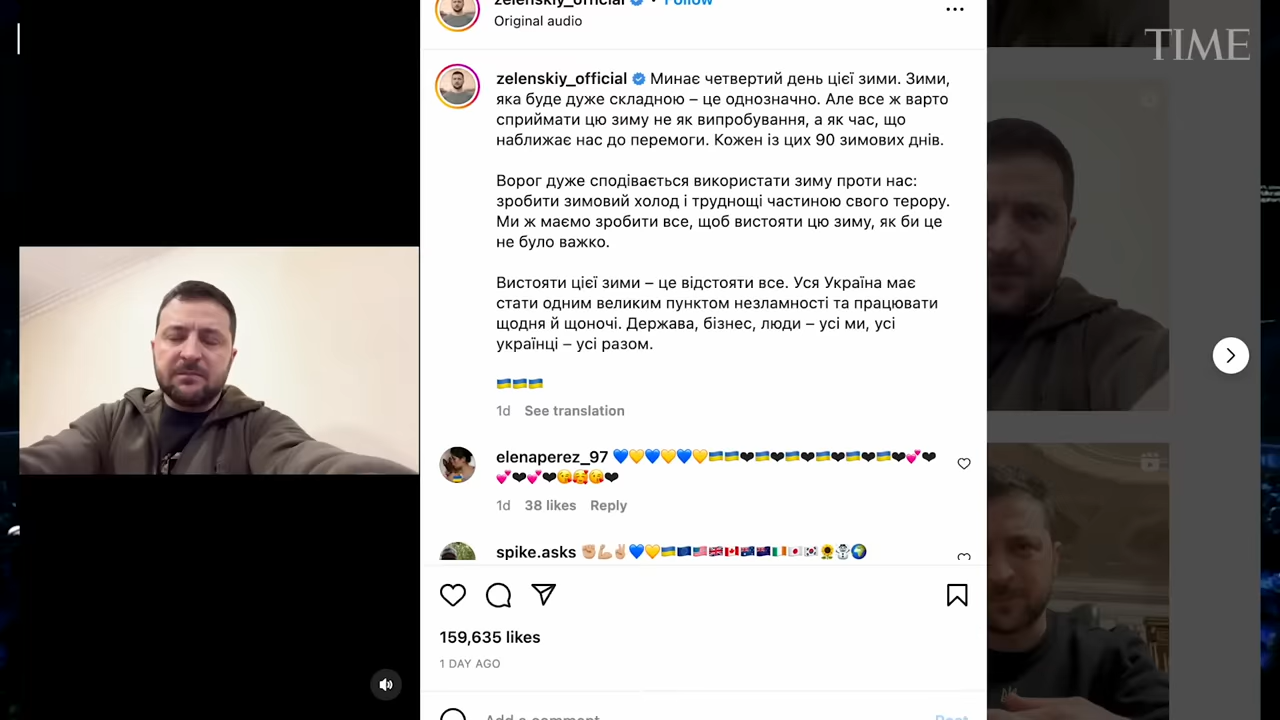 zelenskiy_official • Follow
Original audio
TIME
zelenskiy_official Минає четвертий день цієї зими. Зими,
яка буде дуже складною – це однозначно. Але все ж варто
сприймати цю зиму не як випробування, а як час, що
наближає нас до перемоги. Кожен із цих 90 зимових днів.
Ворог дуже сподівається використати зиму проти нас:
зробити зимовий холод і труднощі частиною свого терору.
Ми ж маємо зробити все, щоб вистояти цю зиму, як би це
не було важко.
Вистояти цієї зими – це відстояти все. Уся Україна має
стати одним великим пунктом незламності та працювати
щодня й щоночі. Держава, бізнес, люди – усі ми, усі
українці – усі разом.
🇺🇦🇺🇦🇺🇦
1d See translation
elenaperez_97 💙💛💙💛💙💛🇺🇦🇺🇦❤🇺🇦❤🇺🇦❤🇺🇦❤🇺🇦❤🇺🇦❤💕❤
💕❤💕❤😘🥰😘❤
1d 38 likes Reply
spike.asks ✊🏼💪🏼✌🏼💙💛🇺🇦🇪🇺🇺🇸🇬🇧🇨🇦🇦🇺🇳🇿🇮🇪🇯🇵🇰🇷🌻⛄🌍
159,635 likes
1 DAY AGO
Add a comment
Post